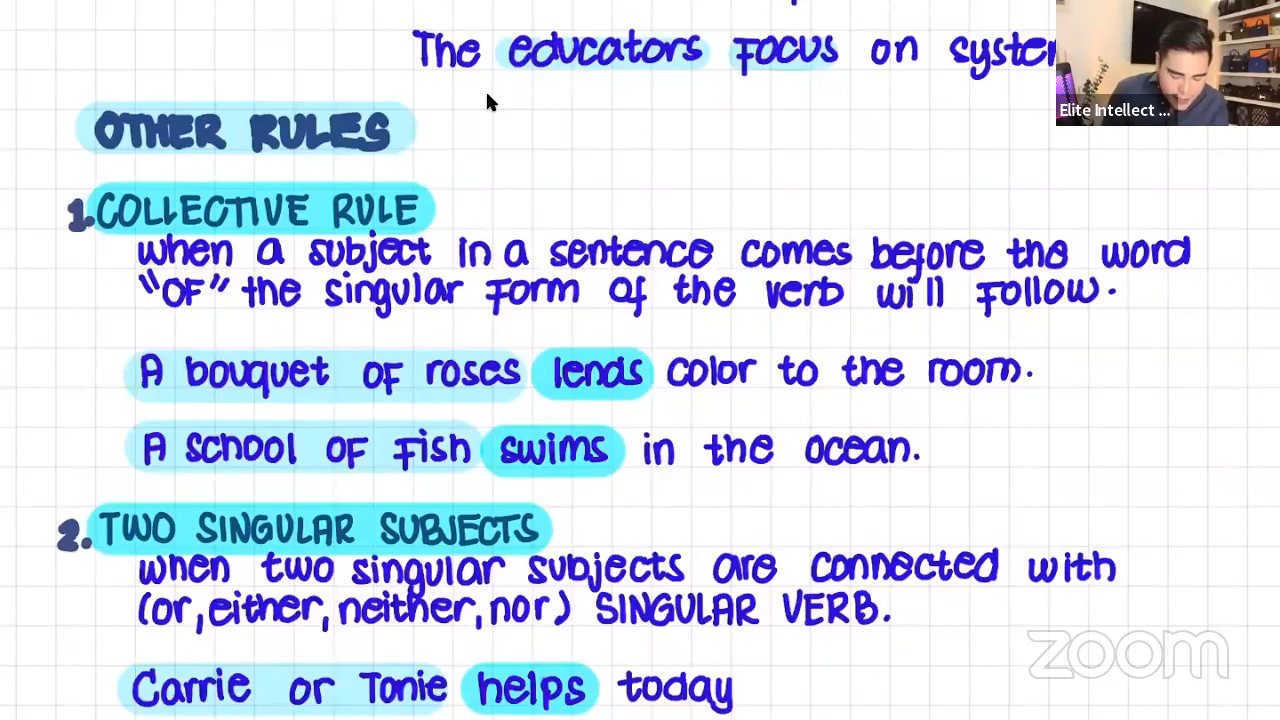 The educators focus on system
Elite Intellect ...
OTHER RULES
1. COLLECTIVE RULE
when a subject in a sentence comes before the word
"OF" the singular form of the verb will follow.
A bouquet of roses lends color to the room.
A school of fish swims in the ocean.
2. TWO SINGULAR SUBJECTS
when two singular subjects are connected with
(or, either, neither, nor) SINGULAR VERB.
zoom
Carrie or Tonie helps today